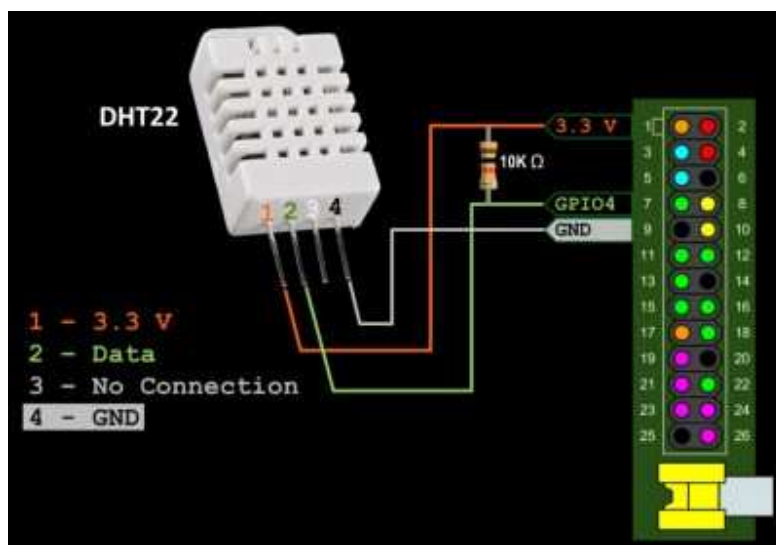 DHT22
1 2 3 4
10K Ω
3.3 V
GPIO4
GND
1 - 3.3 V
2 - Data
3 - No Connection
4 - GND
1 2
3 4
5 6
7 8
9 10
11 12
13 14
15 16
17 18
19 20
21 22
23 24
25 26